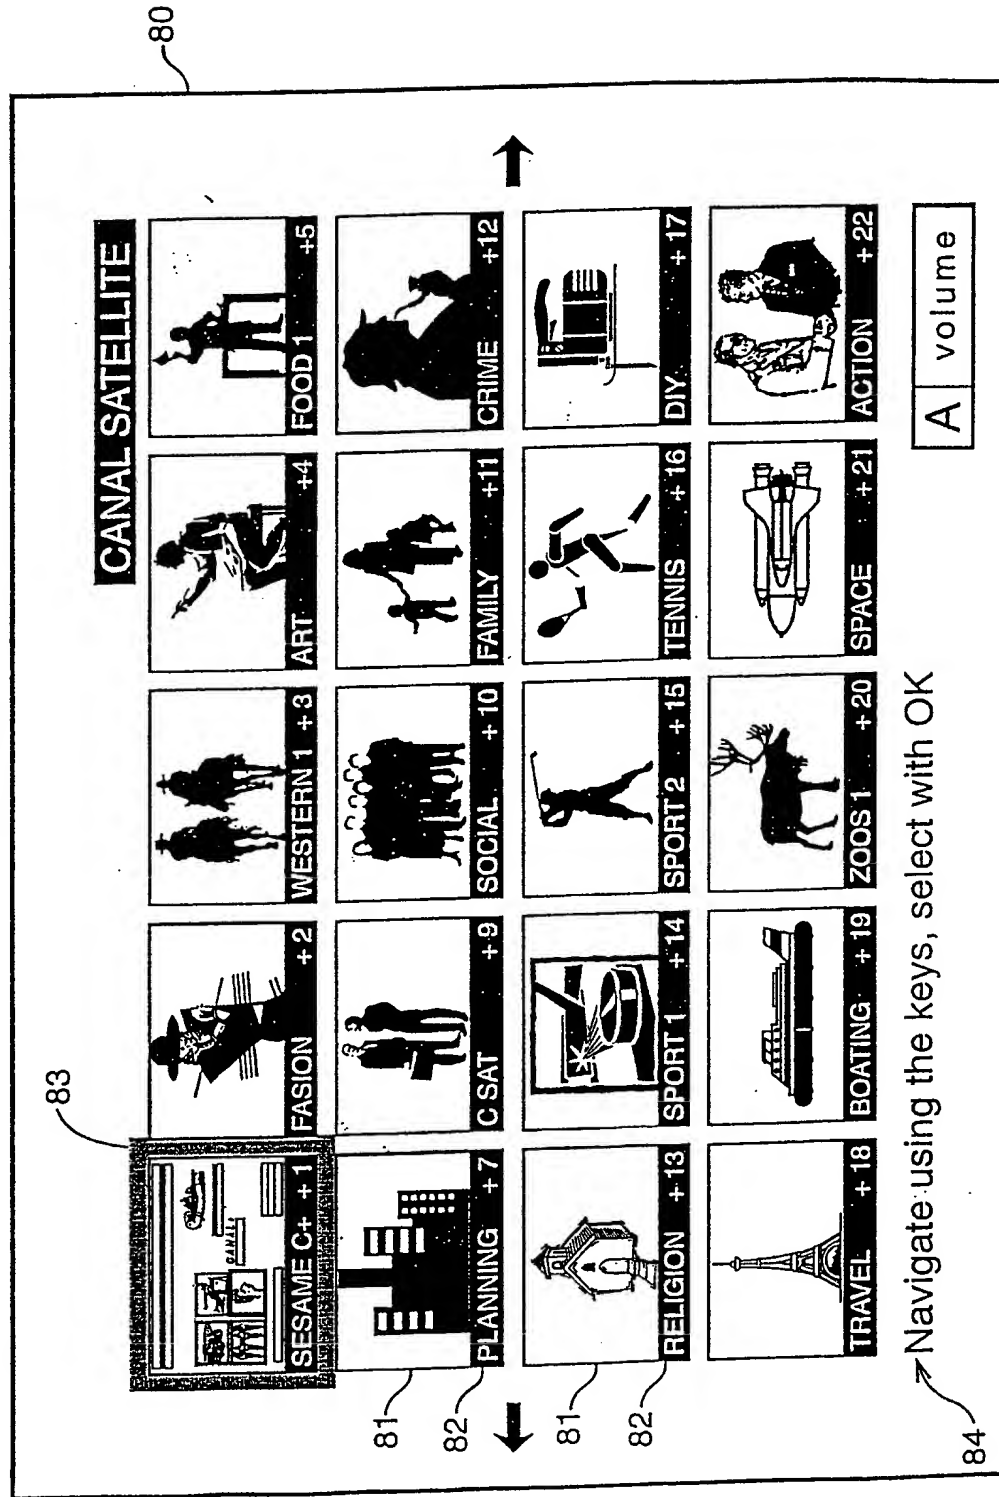 80
CANAL SATELLITE
83
SESAME C+ +1
FASION +2
WESTERN 1 +3
ART +4
FOOD 1 +5
CANAL
PLANNING +7
C SAT +9
SOCIAL +10
FAMILY +11
CRIME +12
81
82
RELIGION +13
SPORT 1 +14
SPORT 2 +15
TENNIS +16
DIY +17
81
82
TRAVEL +18
BOATING +19
ZOOS 1 +20
SPACE +21
ACTION +22
Navigate using the keys, select with OK
A volume
84